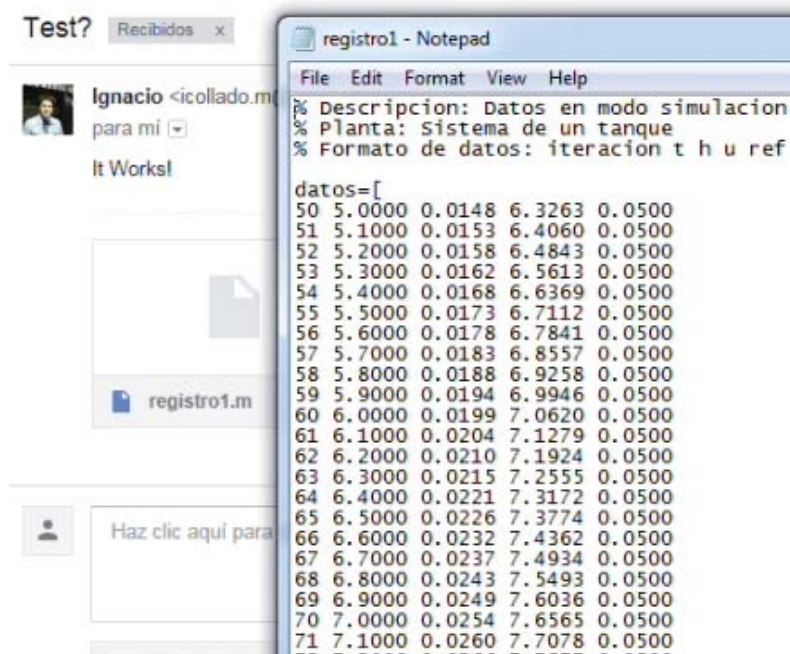 Test? Recibidos x
Ignacio <icollado.m
para mí
It Works!
registro1.m
Haz clic aquí para
registro1 - Notepad
File Edit Format View Help
% Descripcion: Datos en modo simulacion
% Planta: Sistema de un tanque
% Formato de datos: iteracion t h u ref
datos=[
50 5.0000 0.0148 6.3263 0.0500
51 5.1000 0.0153 6.4060 0.0500
52 5.2000 0.0158 6.4843 0.0500
53 5.3000 0.0162 6.5613 0.0500
54 5.4000 0.0168 6.6369 0.0500
55 5.5000 0.0173 6.7112 0.0500
56 5.6000 0.0178 6.7841 0.0500
57 5.7000 0.0183 6.8557 0.0500
58 5.8000 0.0188 6.9258 0.0500
59 5.9000 0.0194 6.9946 0.0500
60 6.0000 0.0199 7.0620 0.0500
61 6.1000 0.0204 7.1279 0.0500
62 6.2000 0.0210 7.1924 0.0500
63 6.3000 0.0215 7.2555 0.0500
64 6.4000 0.0221 7.3172 0.0500
65 6.5000 0.0226 7.3774 0.0500
66 6.6000 0.0232 7.4362 0.0500
67 6.7000 0.0237 7.4934 0.0500
68 6.8000 0.0243 7.5493 0.0500
69 6.9000 0.0249 7.6036 0.0500
70 7.0000 0.0254 7.6565 0.0500
71 7.1000 0.0260 7.7078 0.0500